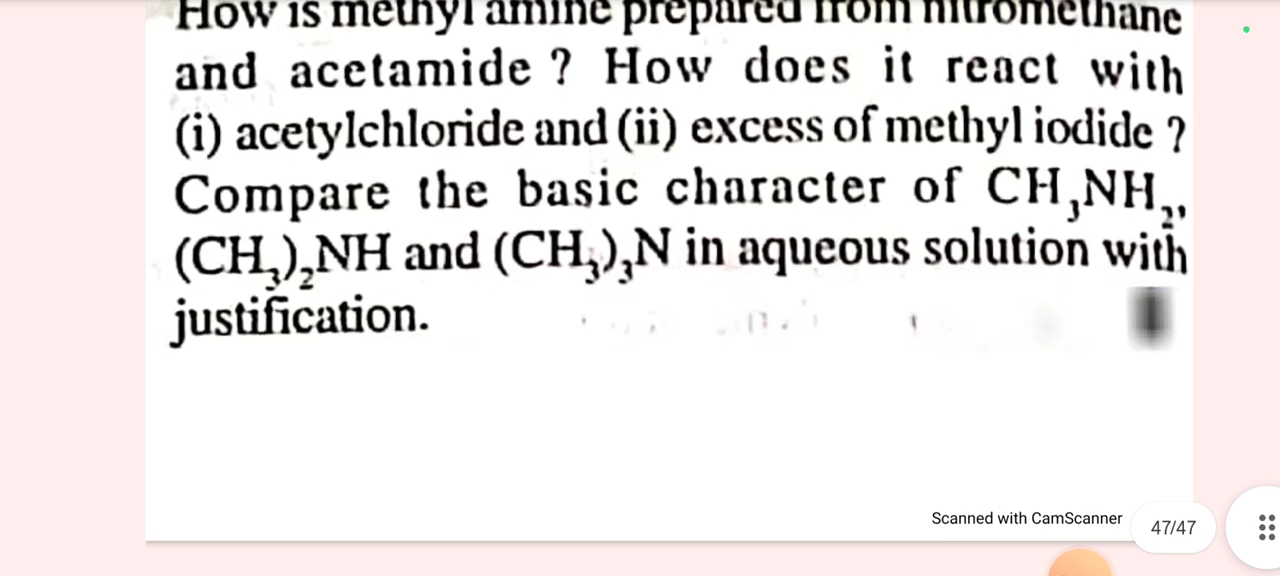 How is methyl amine prepared from nitromethane
and acetamide ? How does it react with
(i) acetylchloride and (ii) excess of methyl iodide ?
Compare the basic character of CH₃NH₂,
(CH₃)₂NH and (CH₃)₃N in aqueous solution with
justification.
Scanned with CamScanner
47/47